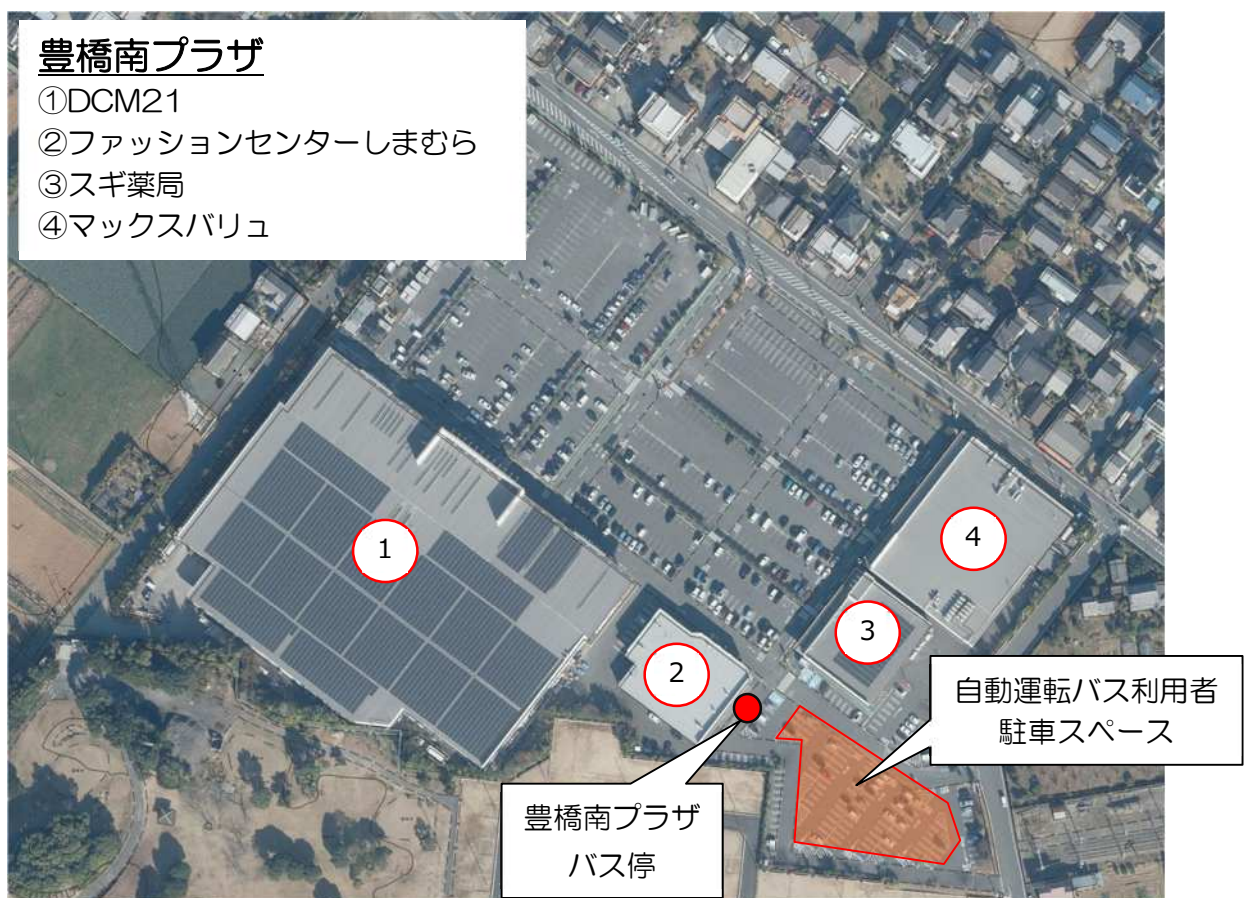 豊橋南プラザ
①DCM21
②ファッションセンターしまむら
③スギ薬局
④マックスバリュ
1
4
3
2
自動運転バス利用者
駐車スペース
豊橋南プラザ
バス停